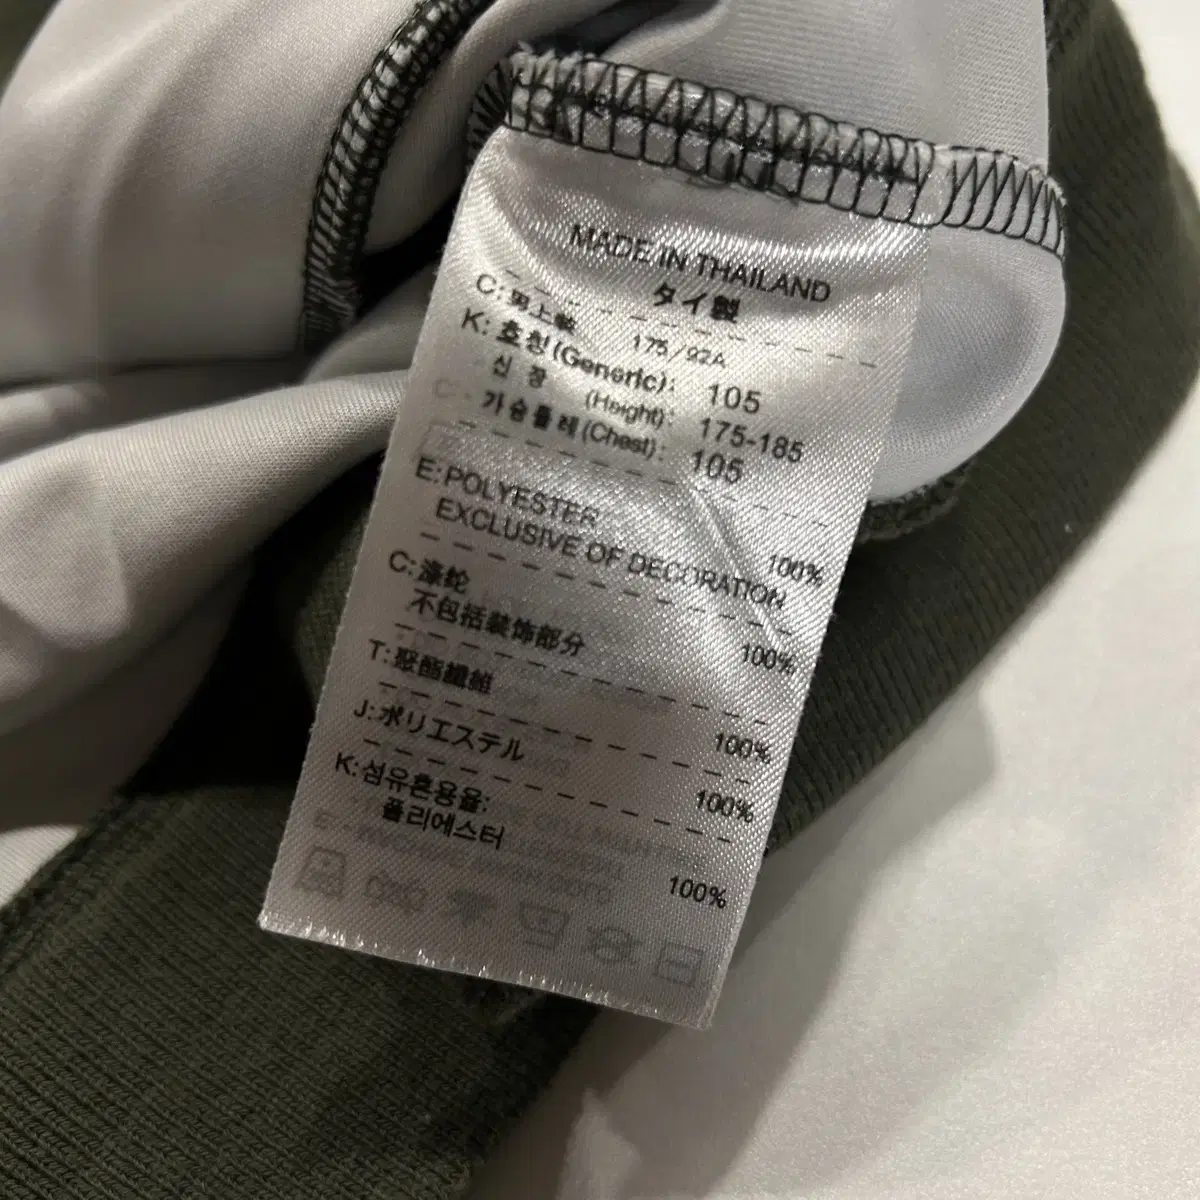 MADE IN THAILAND
タイ製
C: 男上装 175/92A
K: 호칭(Generic): 105
신 장 (Height): 175-185
가슴둘레(Chest): 105
E: POLYESTER 100%
EXCLUSIVE OF DECORATION
C: 涤纶 100%
不包括装饰部分
T: 聚酯纖維 100%
J: ポリエステル 100%
K: 섬유혼용율:
폴리에스터 100%